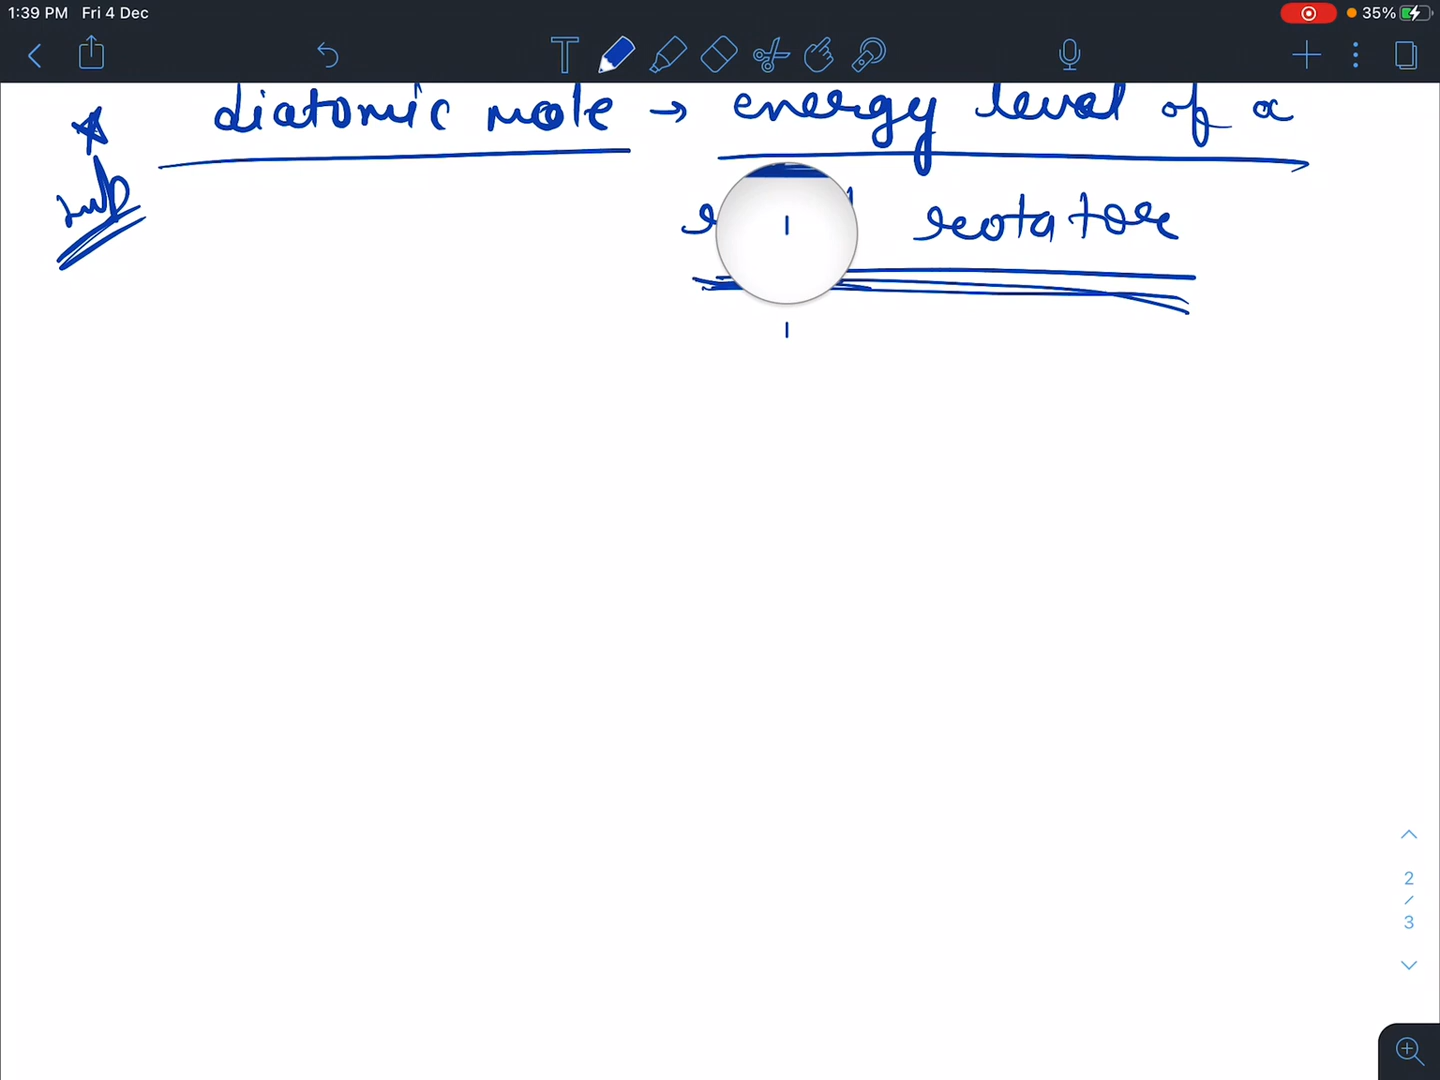 1:39 PM Fri 4 Dec 35%
T
diatomic mole → energy level of a
rotator
Imp
2
/
3